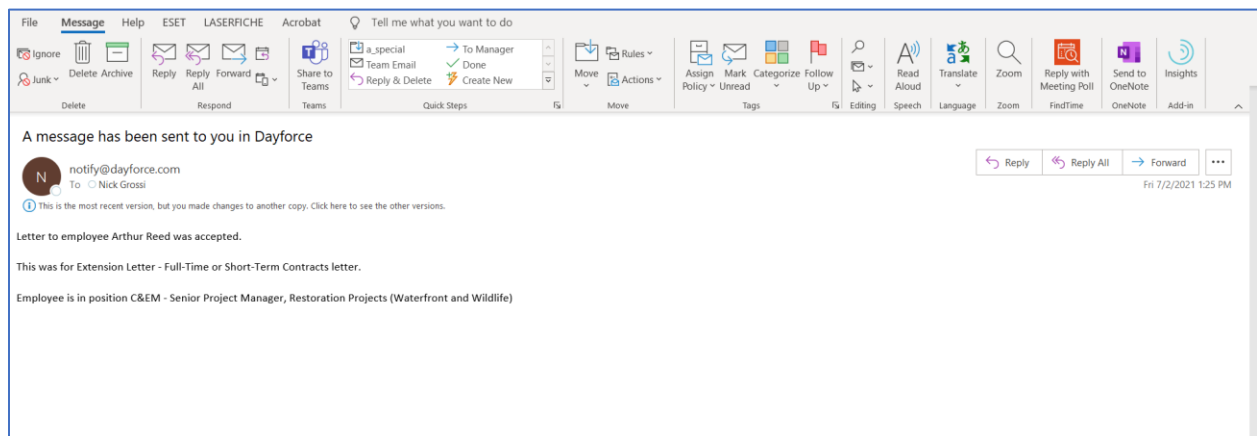 File Message Help ESET LASERFICHE Acrobat Tell me what you want to do
Ignore
Junk
Delete Archive
Reply Reply All Forward
Share to Teams
a_special → To Manager
Team Email Done
Reply & Delete Create New
Move Rules
Actions
Assign Policy Mark Unread Categorize Follow Up
Read Aloud
Translate
Zoom
Reply with Meeting Poll
Send to OneNote
Insights
Delete Respond Teams Quick Steps Move Tags Editing Speech Language Zoom FindTime OneNote Add-in
A message has been sent to you in Dayforce
N
notify@dayforce.com
To Nick Grossi
Reply Reply All Forward ...
Fri 7/2/2021 1:25 PM
This is the most recent version, but you made changes to another copy. Click here to see the other versions.
Letter to employee Arthur Reed was accepted.
This was for Extension Letter - Full-Time or Short-Term Contracts letter.
Employee is in position C&EM - Senior Project Manager, Restoration Projects (Waterfront and Wildlife)